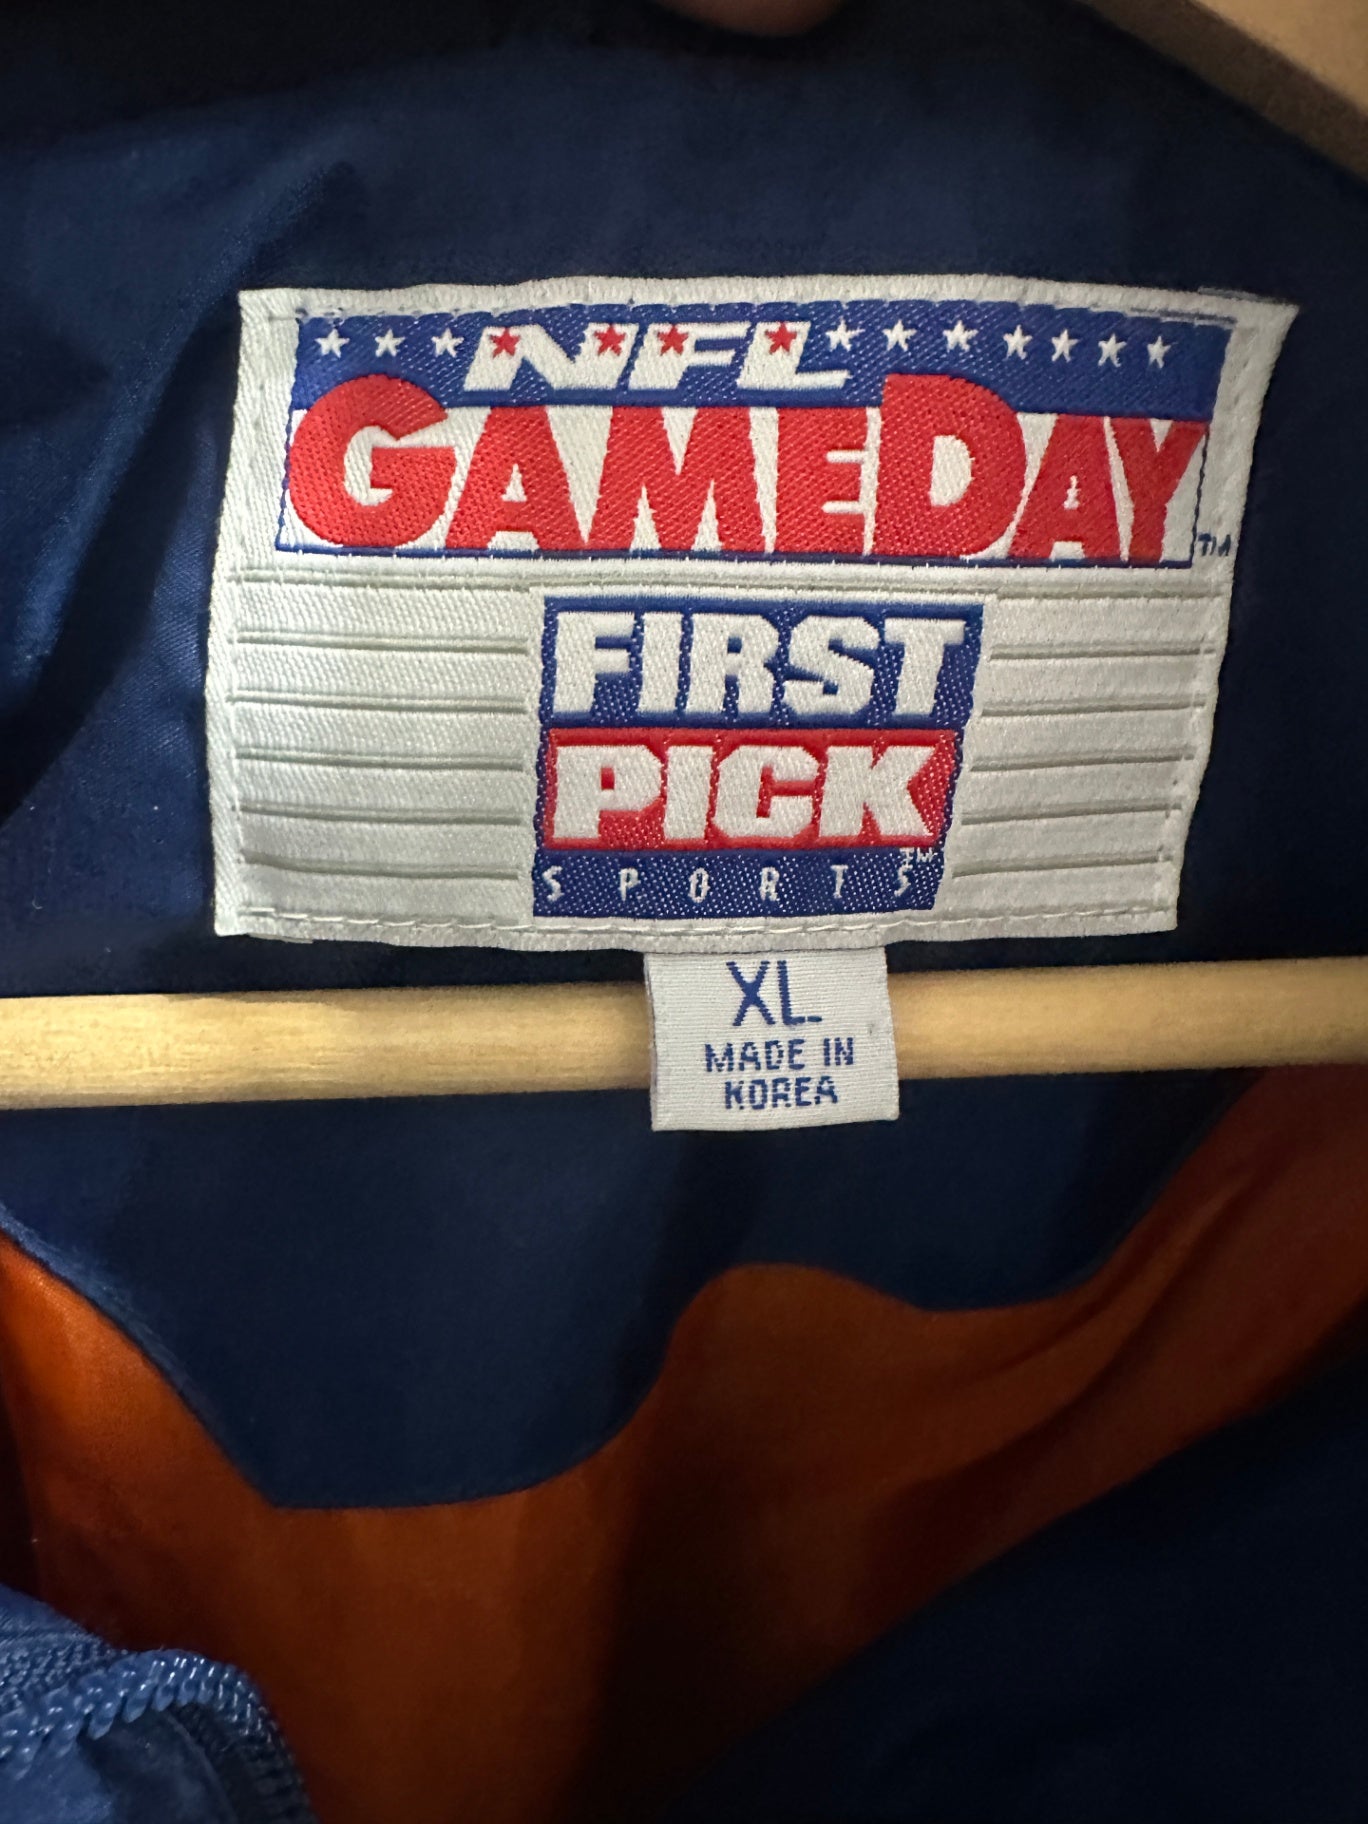 NFL
GAMEDAY TM
FIRST
PICK
SPORTS TM
XL
MADE IN
KOREA